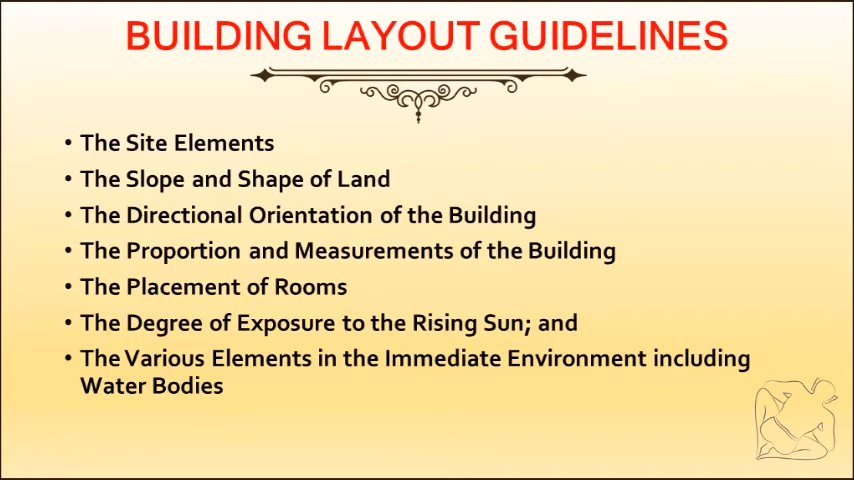 BUILDING LAYOUT GUIDELINES
• The Site Elements
• The Slope and Shape of Land
• The Directional Orientation of the Building
• The Proportion and Measurements of the Building
• The Placement of Rooms
• The Degree of Exposure to the Rising Sun; and
• The Various Elements in the Immediate Environment including
Water Bodies